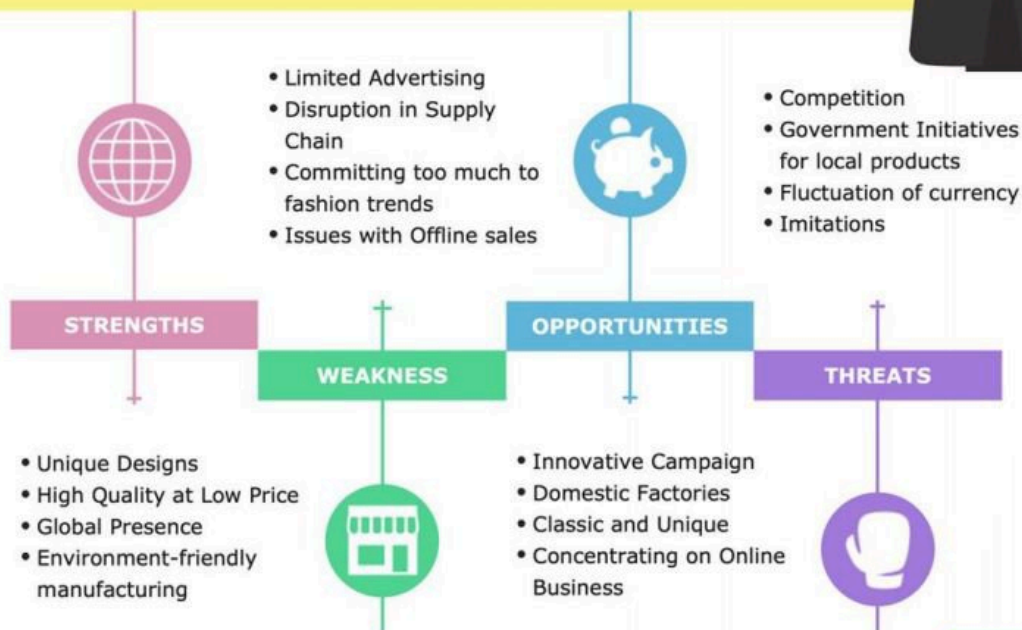 • Limited Advertising
• Disruption in Supply
Chain
• Committing too much to
fashion trends
• Issues with Offline sales
• Competition
• Government Initiatives
for local products
• Fluctuation of currency
• Imitations
STRENGTHS
WEAKNESS
OPPORTUNITIES
THREATS
• Unique Designs
• High Quality at Low Price
• Global Presence
• Environment-friendly
manufacturing
• Innovative Campaign
• Domestic Factories
• Classic and Unique
• Concentrating on Online
Business